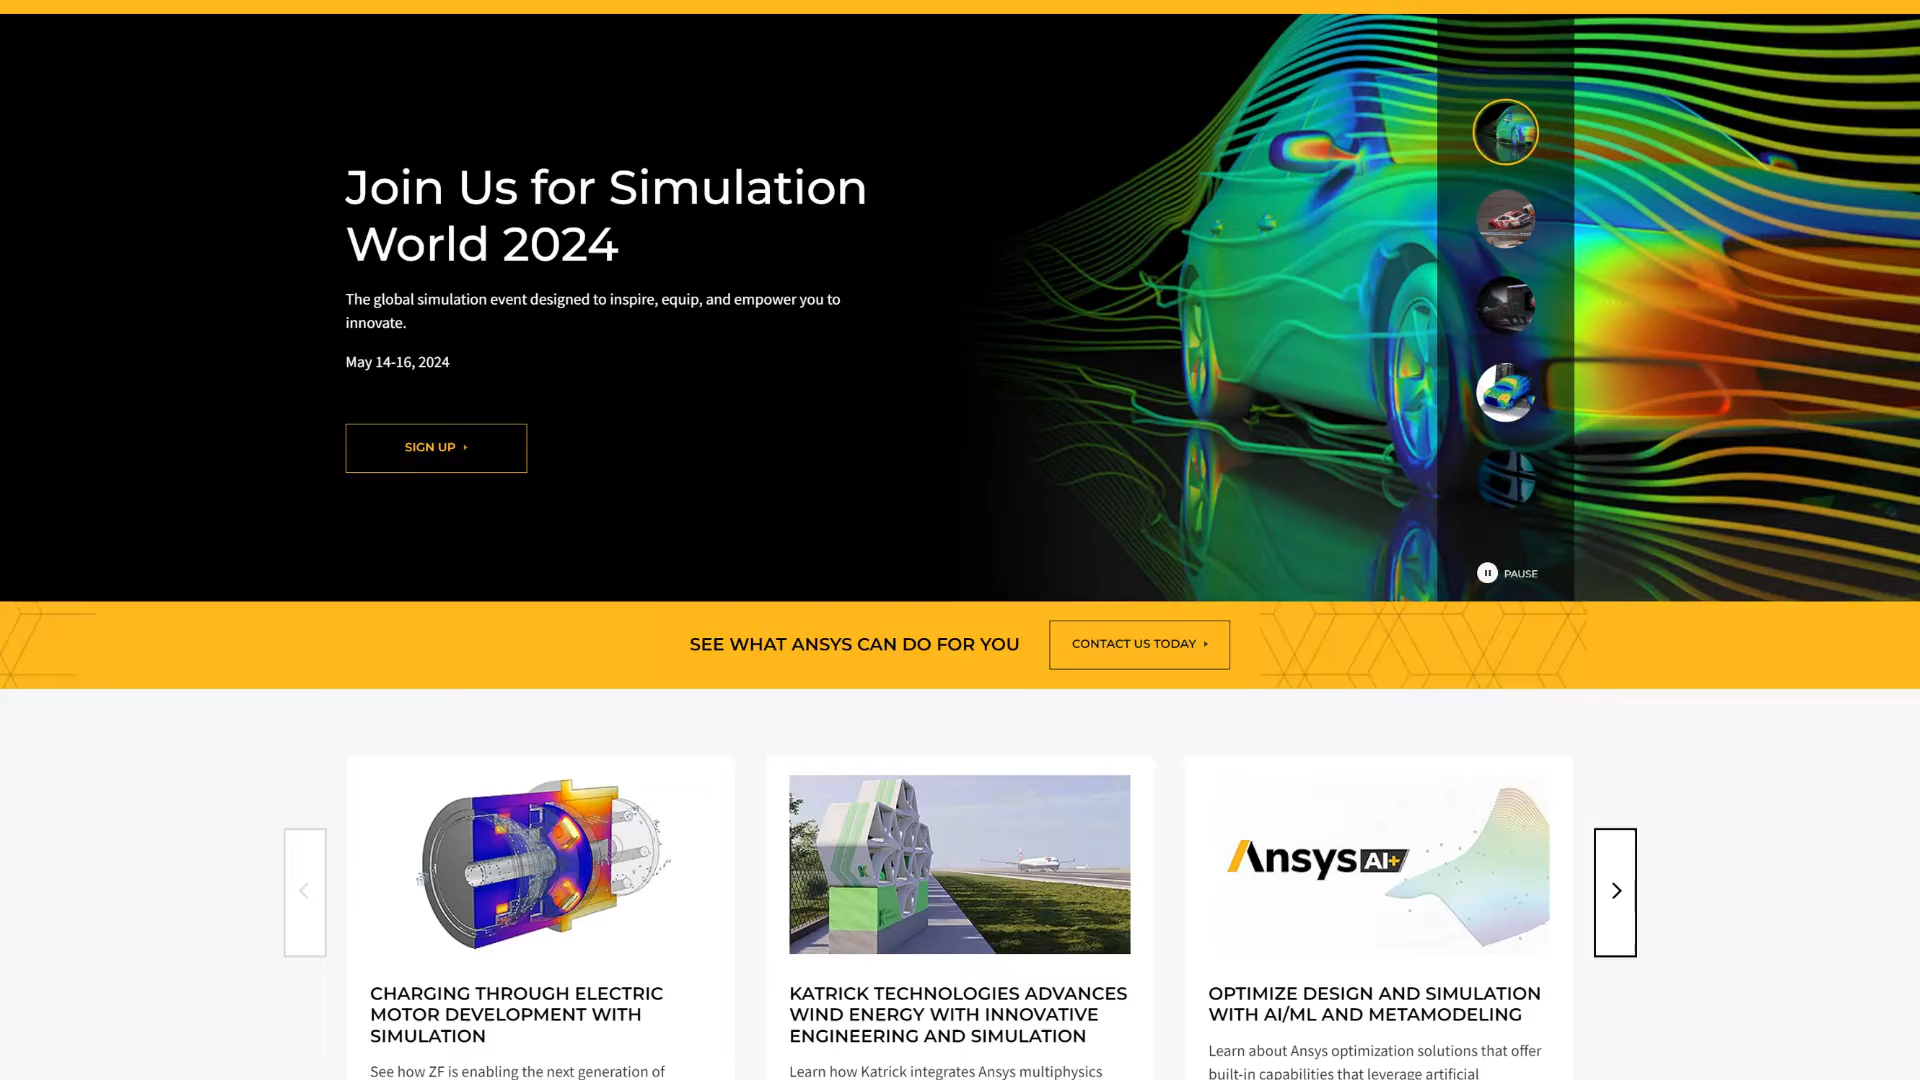 Join Us for Simulation
World 2024
The global simulation event designed to inspire, equip, and empower you to
innovate.
May 14-16, 2024
SIGN UP
PAUSE
SEE WHAT ANSYS CAN DO FOR YOU
CONTACT US TODAY
Ansys AI+
CHARGING THROUGH ELECTRIC
MOTOR DEVELOPMENT WITH
SIMULATION
See how ZF is enabling the next generation of
KATRICK TECHNOLOGIES ADVANCES
WIND ENERGY WITH INNOVATIVE
ENGINEERING AND SIMULATION
Learn how Katrick integrates Ansys multiphysics
OPTIMIZE DESIGN AND SIMULATION
WITH AI/ML AND METAMODELING
Learn about Ansys optimization solutions that offer
built-in capabilities that leverage artificial